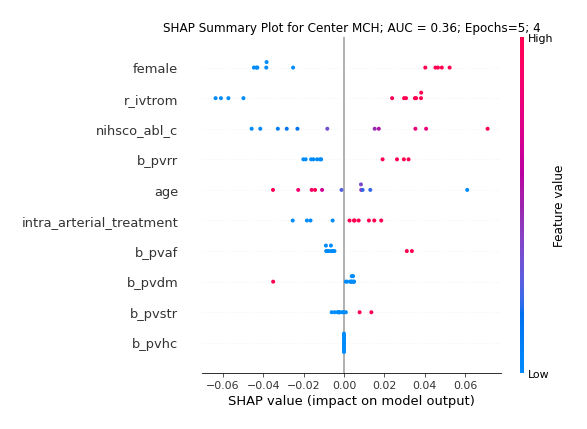 SHAP Summary Plot for Center MCH; AUC = 0.36; Epochs=5; 4
High
female
r_ivtrom
nihsco_abl_c
b_pvrr
age
intra_arterial_treatment
b_pvaf
b_pvdm
b_pvstr
b_pvhc
Feature value
Low
−0.06 −0.04 −0.02 0.00 0.02 0.04 0.06
SHAP value (impact on model output)